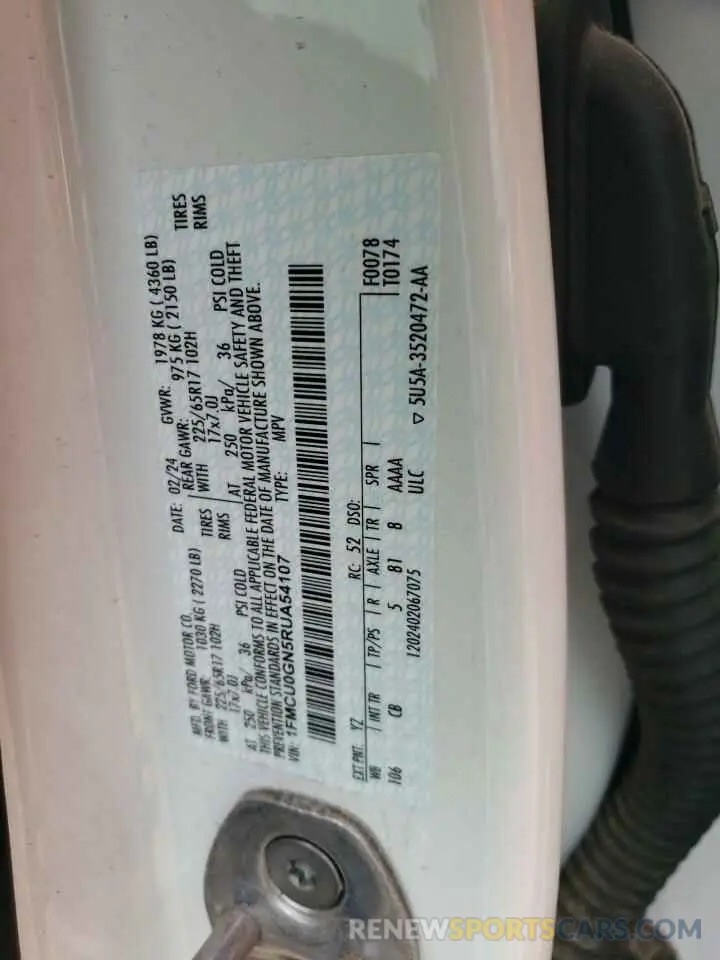 MFD. BY FORD MOTOR CO. DATE: 02/24 GVWR: 1978 KG ( 4360 LB)
FRONT GAWR: 1030 KG ( 2270 LB) REAR GAWR: 975 KG ( 2150 LB)
WITH 225/65R17 102H TIRES WITH 225/65R17 102H TIRES
17x7.0J RIMS 17x7.0J RIMS
AT 250 kPa/ 36 PSI COLD AT 250 kPa/ 36 PSI COLD
THIS VEHICLE CONFORMS TO ALL APPLICABLE FEDERAL MOTOR VEHICLE SAFETY AND THEFT
PREVENTION STANDARDS IN EFFECT ON THE DATE OF MANUFACTURE SHOWN ABOVE.
VIN: 1FMCU0GN5RUA54107 TYPE: MPV
EXT PNT: YZ RC: 52 DSO: F0078
WB INT TR TP/PS R AXLE TR SPR T0174
106 CB 5 81 8 AAAA
1202402067075 ULC ▽ 5U5A-3520472-AA
RENEWSPORTSCARS.COM